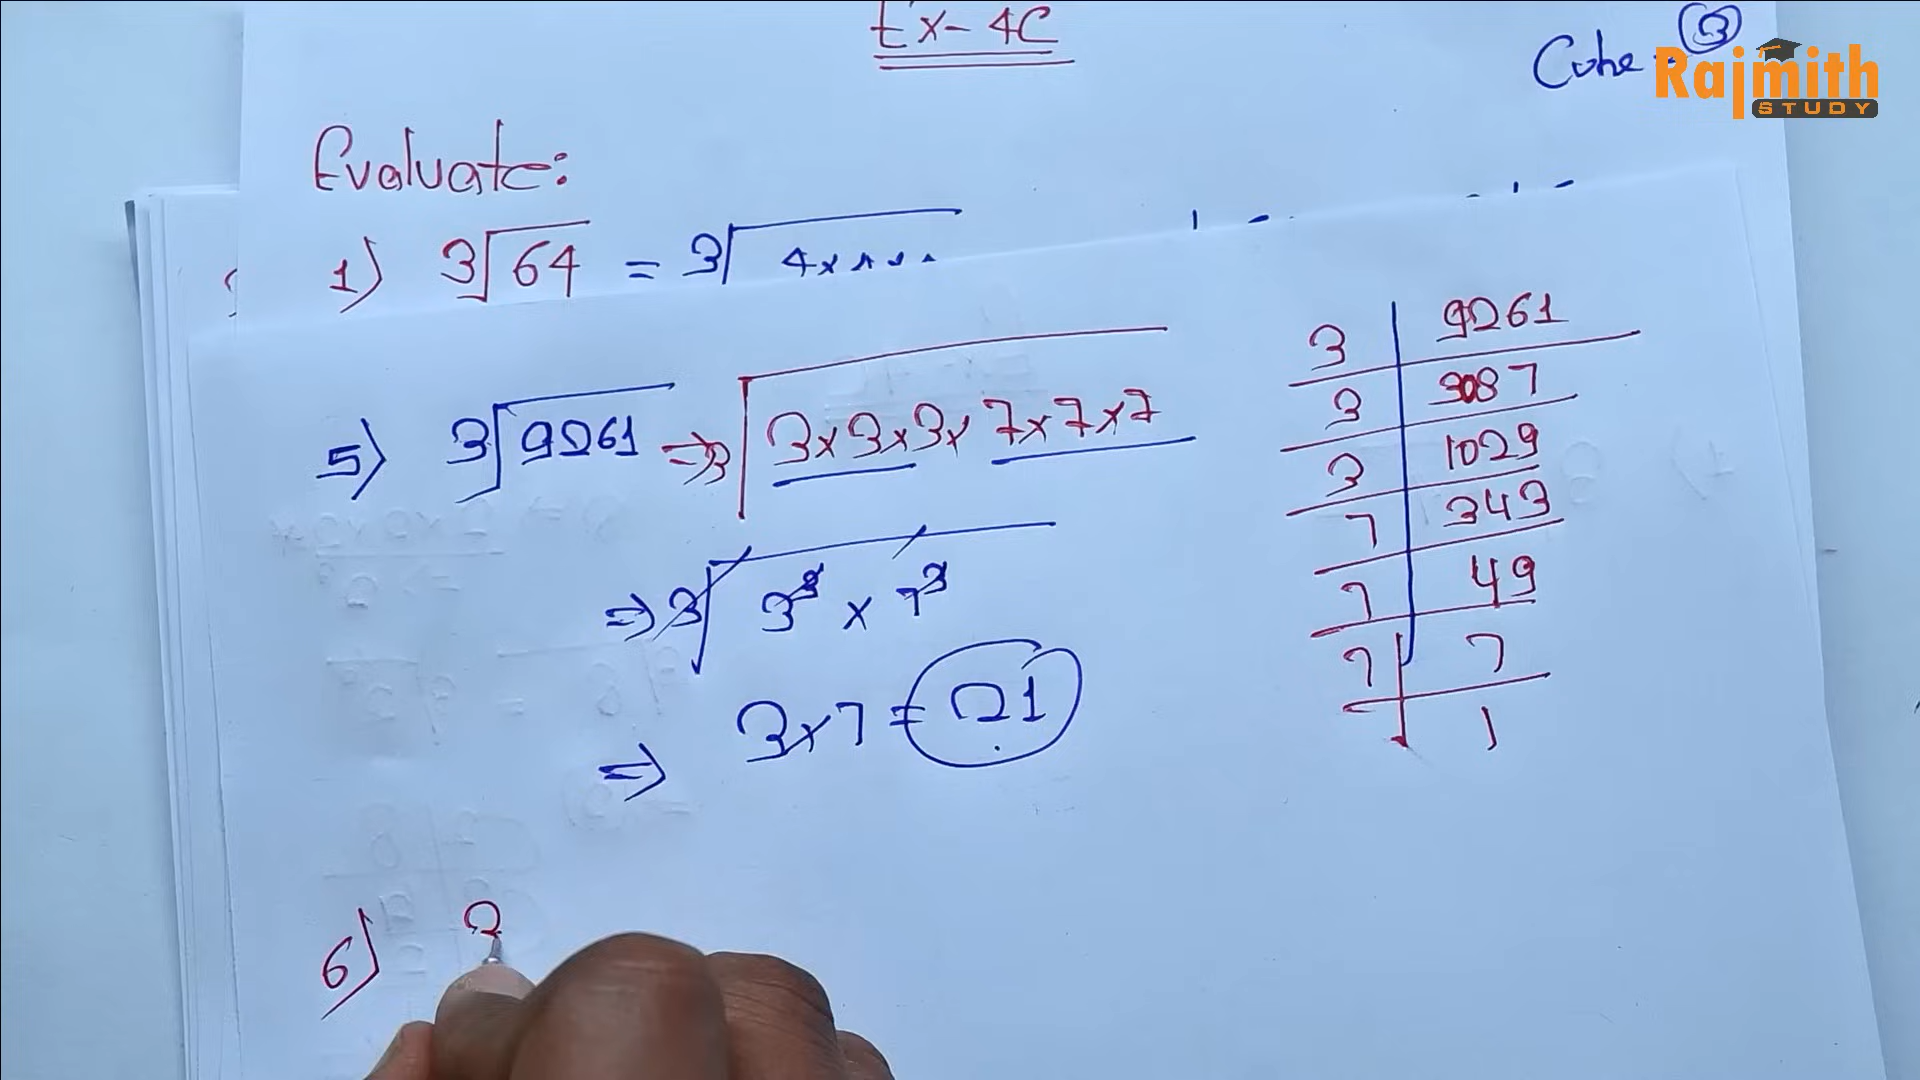 Ex-4C
Cube-3
Rajmith
STUDY
Evaluate:
1) ∛64 = ∛4×
5) ∛9261 ⇒ ∛3×3×3×7×7×7
⇒ ∛3³×7³
⇒ 3×7=21
3 | 9261
3 | 3087
3 | 1029
7 | 343
7 | 49
7 | 7
1
6) 3